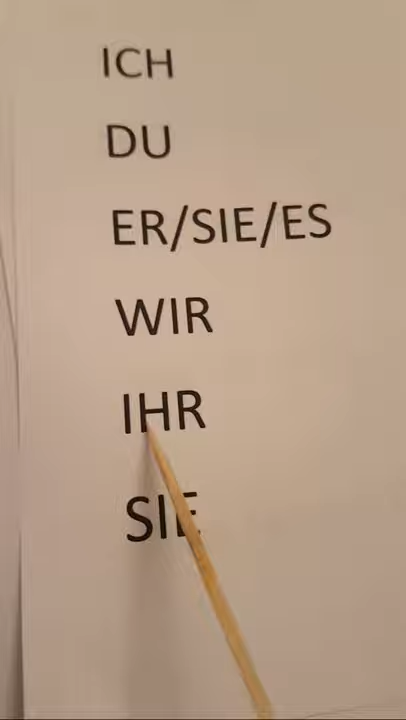 ICH
DU
ER/SIE/ES
WIR
IHR
SIE